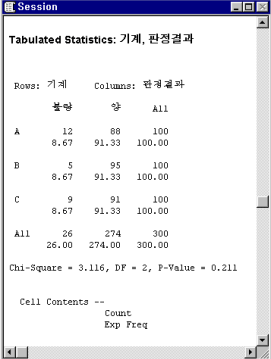 Session
Tabulated Statistics: 기계, 판정결과
Rows: 기계 Columns: 판정결과
불량 양 All
A 12 88 100
8.67 91.33 100.00
B 5 95 100
8.67 91.33 100.00
C 9 91 100
8.67 91.33 100.00
All 26 274 300
26.00 274.00 300.00
Chi-Square = 3.116, DF = 2, P-Value = 0.211
Cell Contents --
Count
Exp Freq